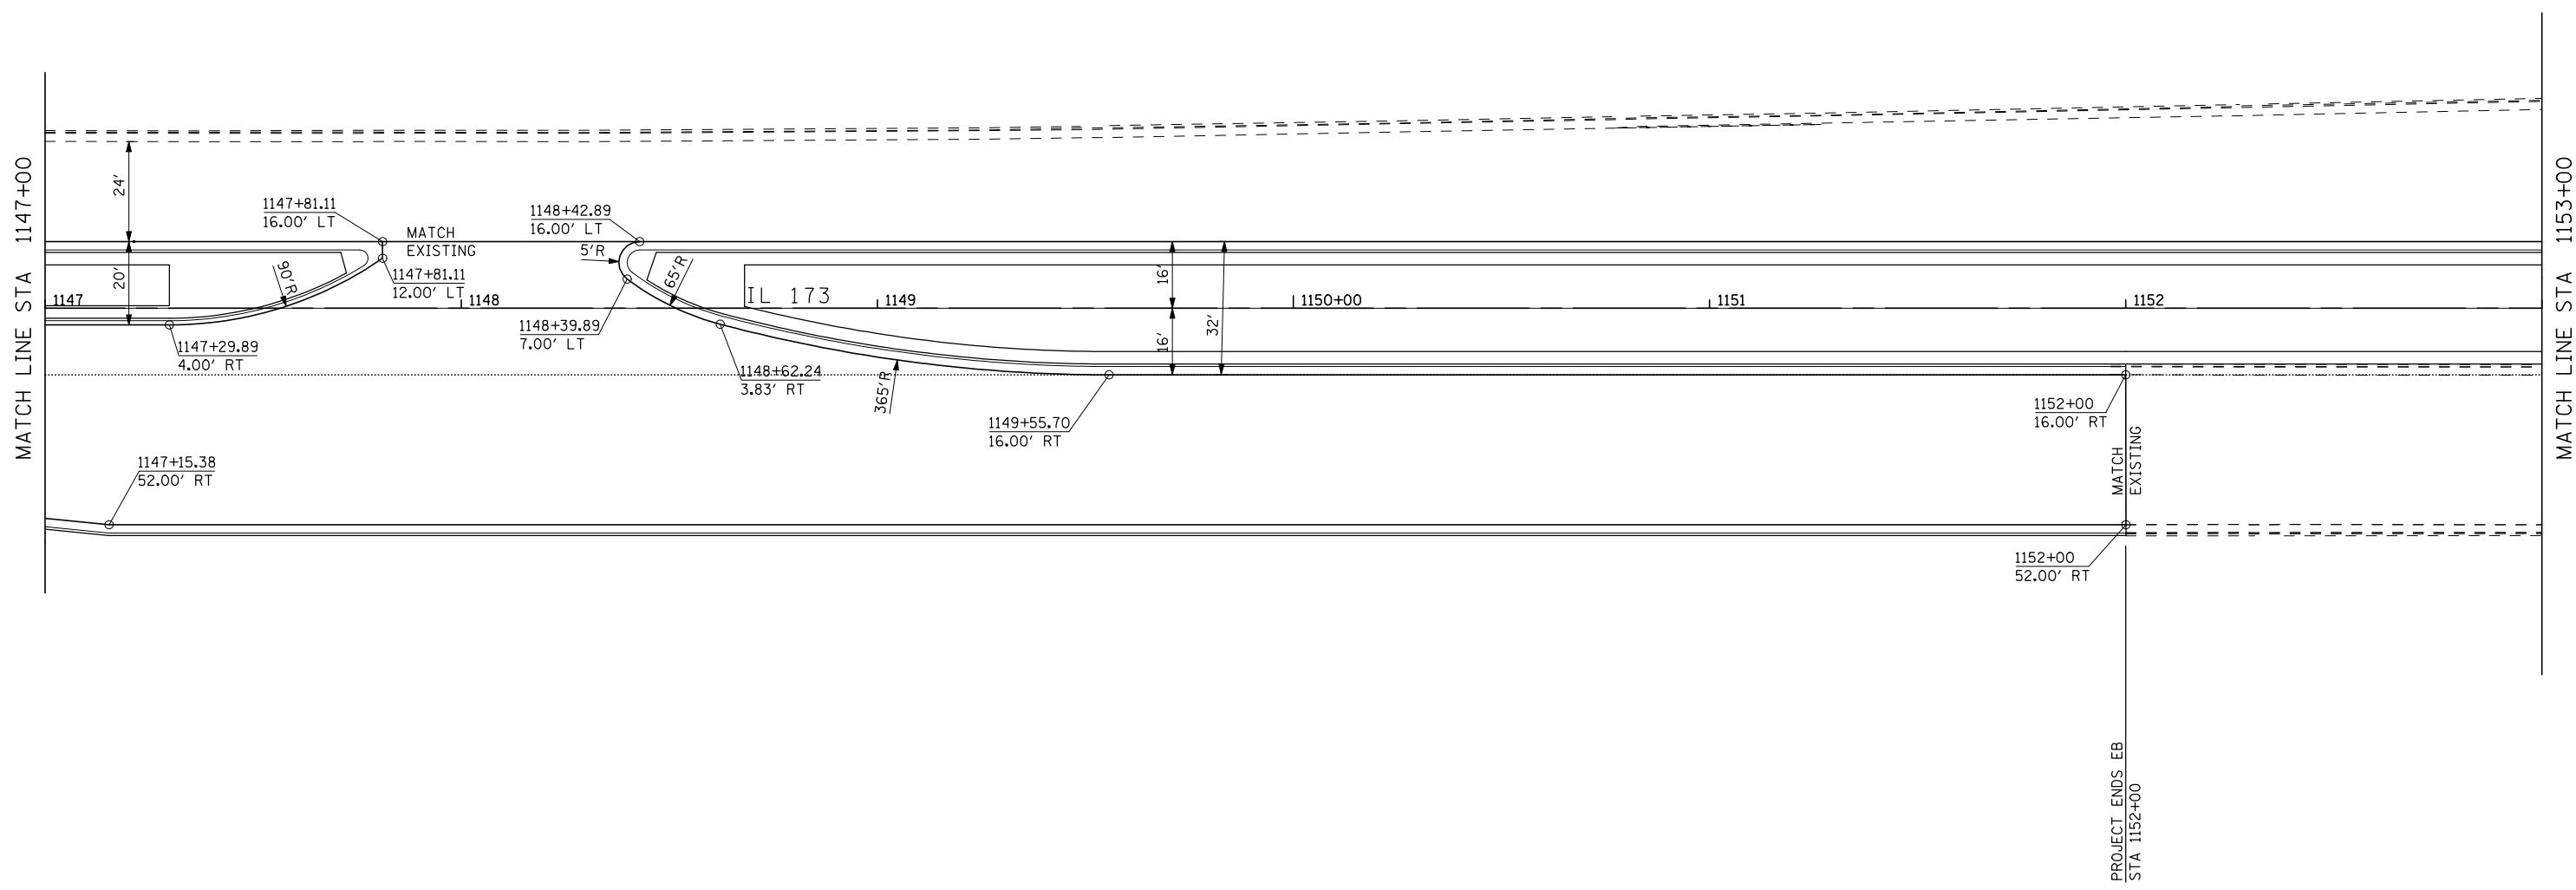 MATCH LINE STA 1147+00
24'
20'
1147+81.11
16.00' LT
MATCH
EXISTING
1147+81.11
12.00' LT
90'R
1147
1148
1147+29.89
4.00' RT
1147+15.38
52.00' RT
1148+42.89
16.00' LT
5'R
65'R
1148+39.89
7.00' LT
IL 173
1149
1148+62.24
3.83' RT
365'R
1149+55.70
16.00' RT
16'
16'
32'
1150+00
1151
1152
1152+00
16.00' RT
MATCH
EXISTING
1152+00
52.00' RT
PROJECT ENDS EB
STA 1152+00
MATCH LINE STA 1153+00